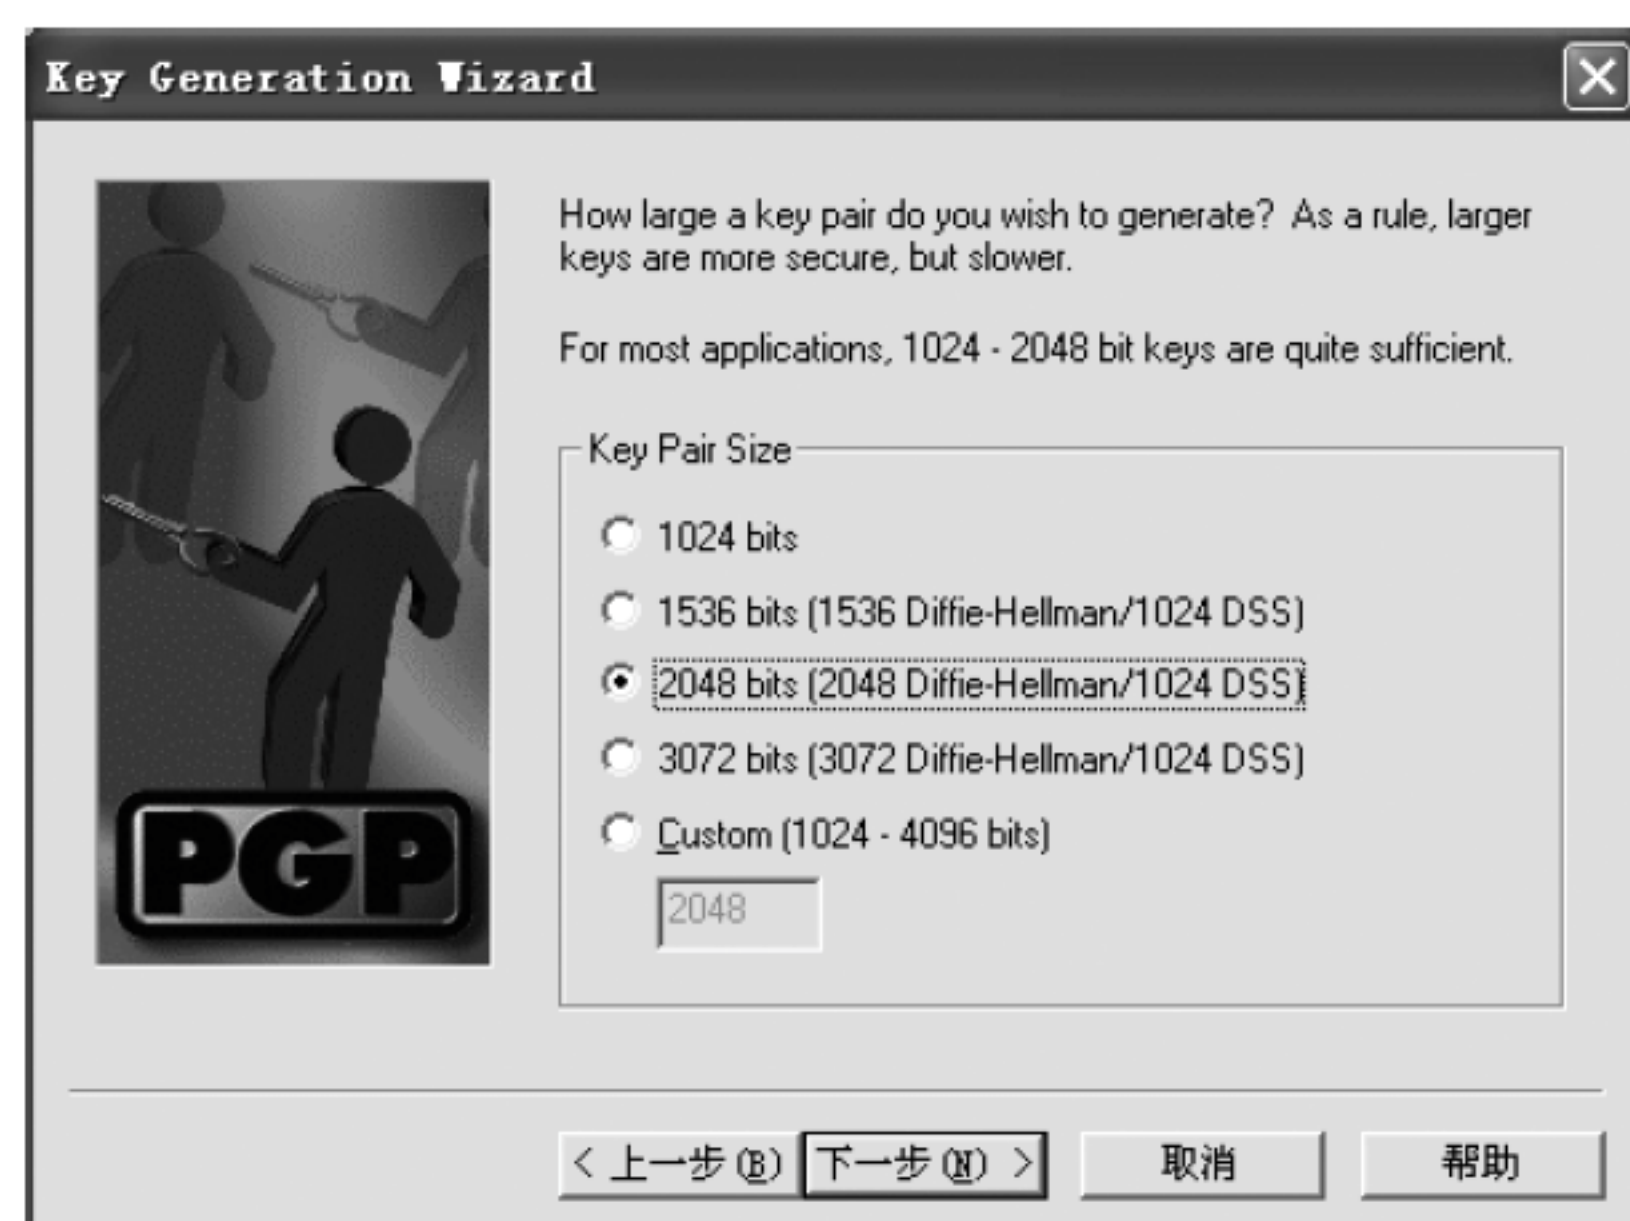 Key Generation Wizard
How large a key pair do you wish to generate? As a rule, larger
keys are more secure, but slower.
For most applications, 1024 - 2048 bit keys are quite sufficient.
Key Pair Size
1024 bits
1536 bits (1536 Diffie-Hellman/1024 DSS)
2048 bits (2048 Diffie-Hellman/1024 DSS)
3072 bits (3072 Diffie-Hellman/1024 DSS)
Custom (1024 - 4096 bits)
2048
PGP
< 上一步(B) 下一步(N) > 取消 帮助